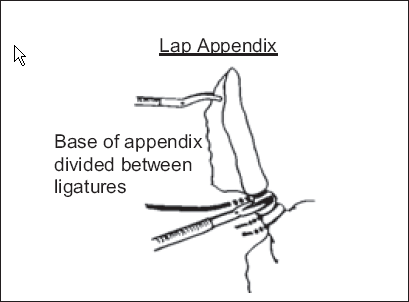 Lap Appendix
Base of appendix
divided between
ligatures